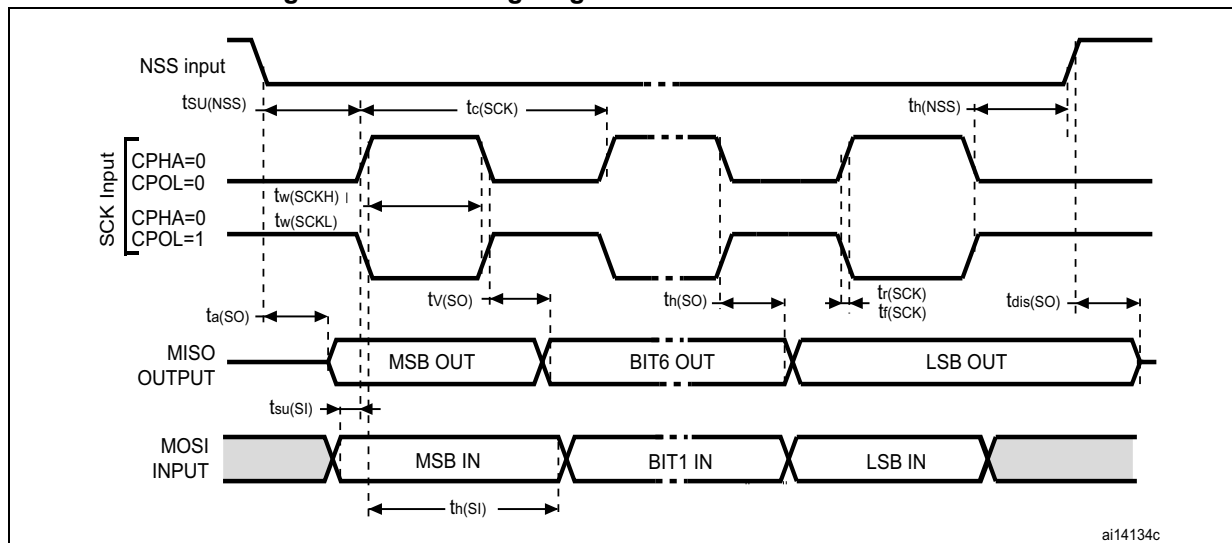 NSS input
tSU(NSS)
tc(SCK)
th(NSS)
SCK Input
CPHA=0
CPOL=0
tw(SCKH)
CPHA=0
CPOL=1
tw(SCKL)
tV(SO)
th(SO)
tr(SCK)
tf(SCK)
tdis(SO)
ta(SO)
MISO
OUTPUT
MSB OUT
BIT6 OUT
LSB OUT
tsu(SI)
MOSI
INPUT
MSB IN
BIT1 IN
LSB IN
th(SI)
ai14134c